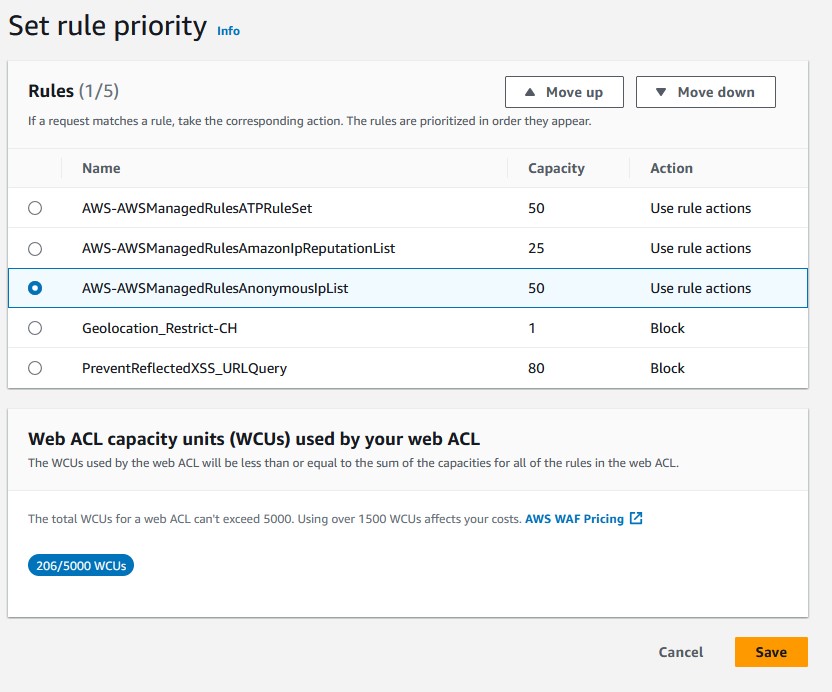 Set rule priority Info
Rules (1/5)
▲ Move up
▼ Move down
If a request matches a rule, take the corresponding action. The rules are prioritized in order they appear.
Name Capacity Action
AWS-AWSManagedRulesATPRuleSet 50 Use rule actions
AWS-AWSManagedRulesAmazonIpReputationList 25 Use rule actions
AWS-AWSManagedRulesAnonymousIpList 50 Use rule actions
Geolocation_Restrict-CH 1 Block
PreventReflectedXSS_URLQuery 80 Block
Web ACL capacity units (WCUs) used by your web ACL
The WCUs used by the web ACL will be less than or equal to the sum of the capacities for all of the rules in the web ACL.
The total WCUs for a web ACL can't exceed 5000. Using over 1500 WCUs affects your costs. AWS WAF Pricing
206/5000 WCUs
Cancel Save